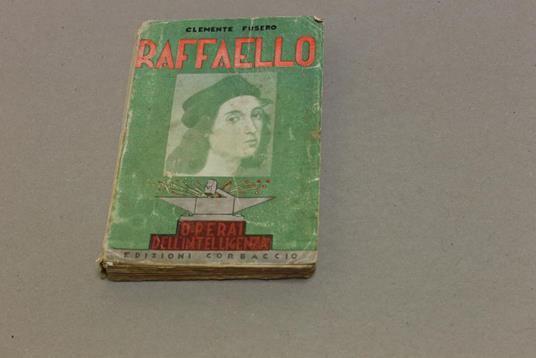 CLEMENTE FUSERO
RAFFAELLO
OPERAI
DELL'INTELLIGENZA
EDIZIONI CORBACCIO